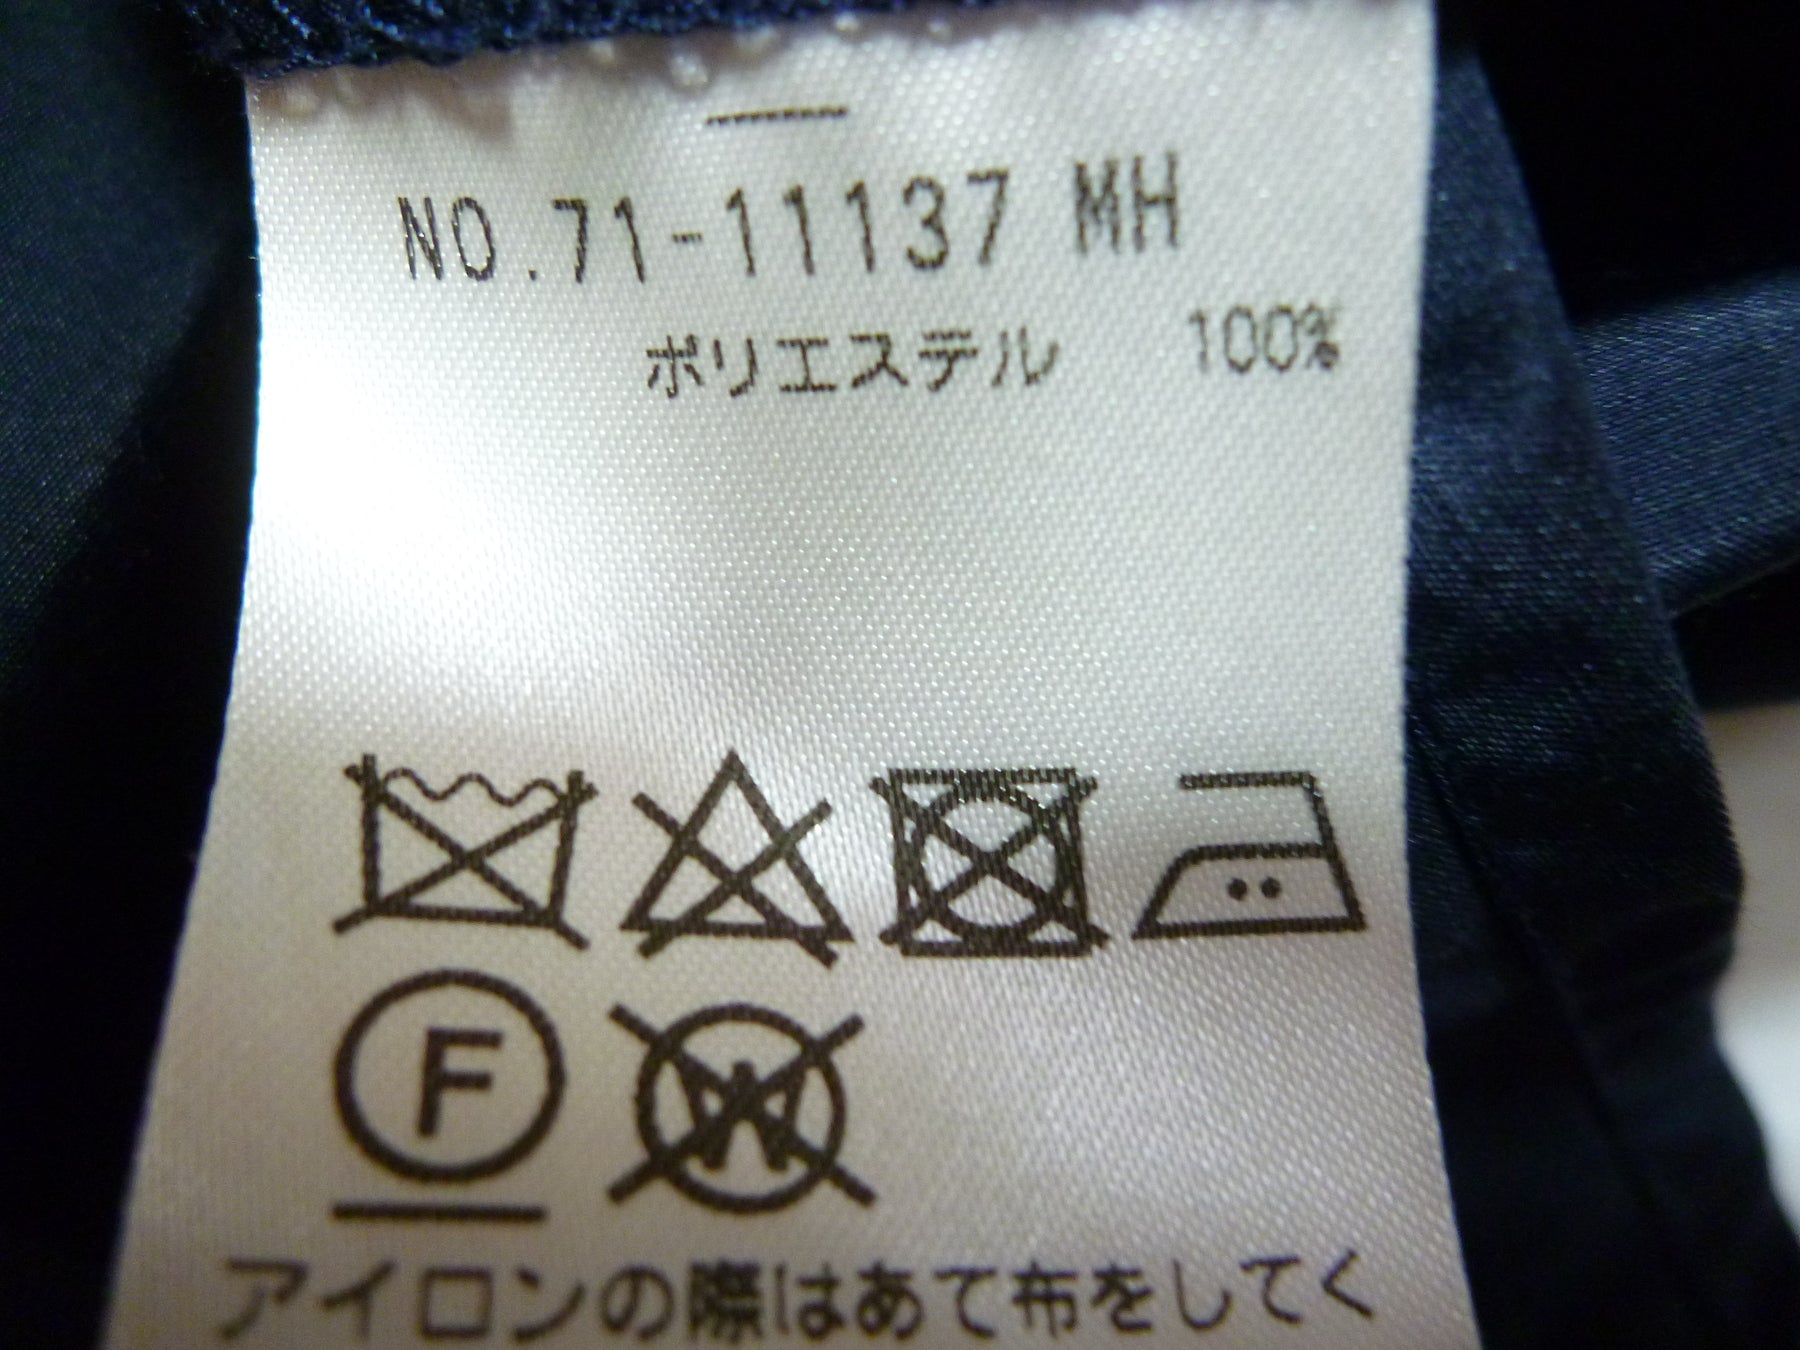 NO.71-11137 MH
ポリエステル 100%
F W
アイロンの際はあて布をしてく